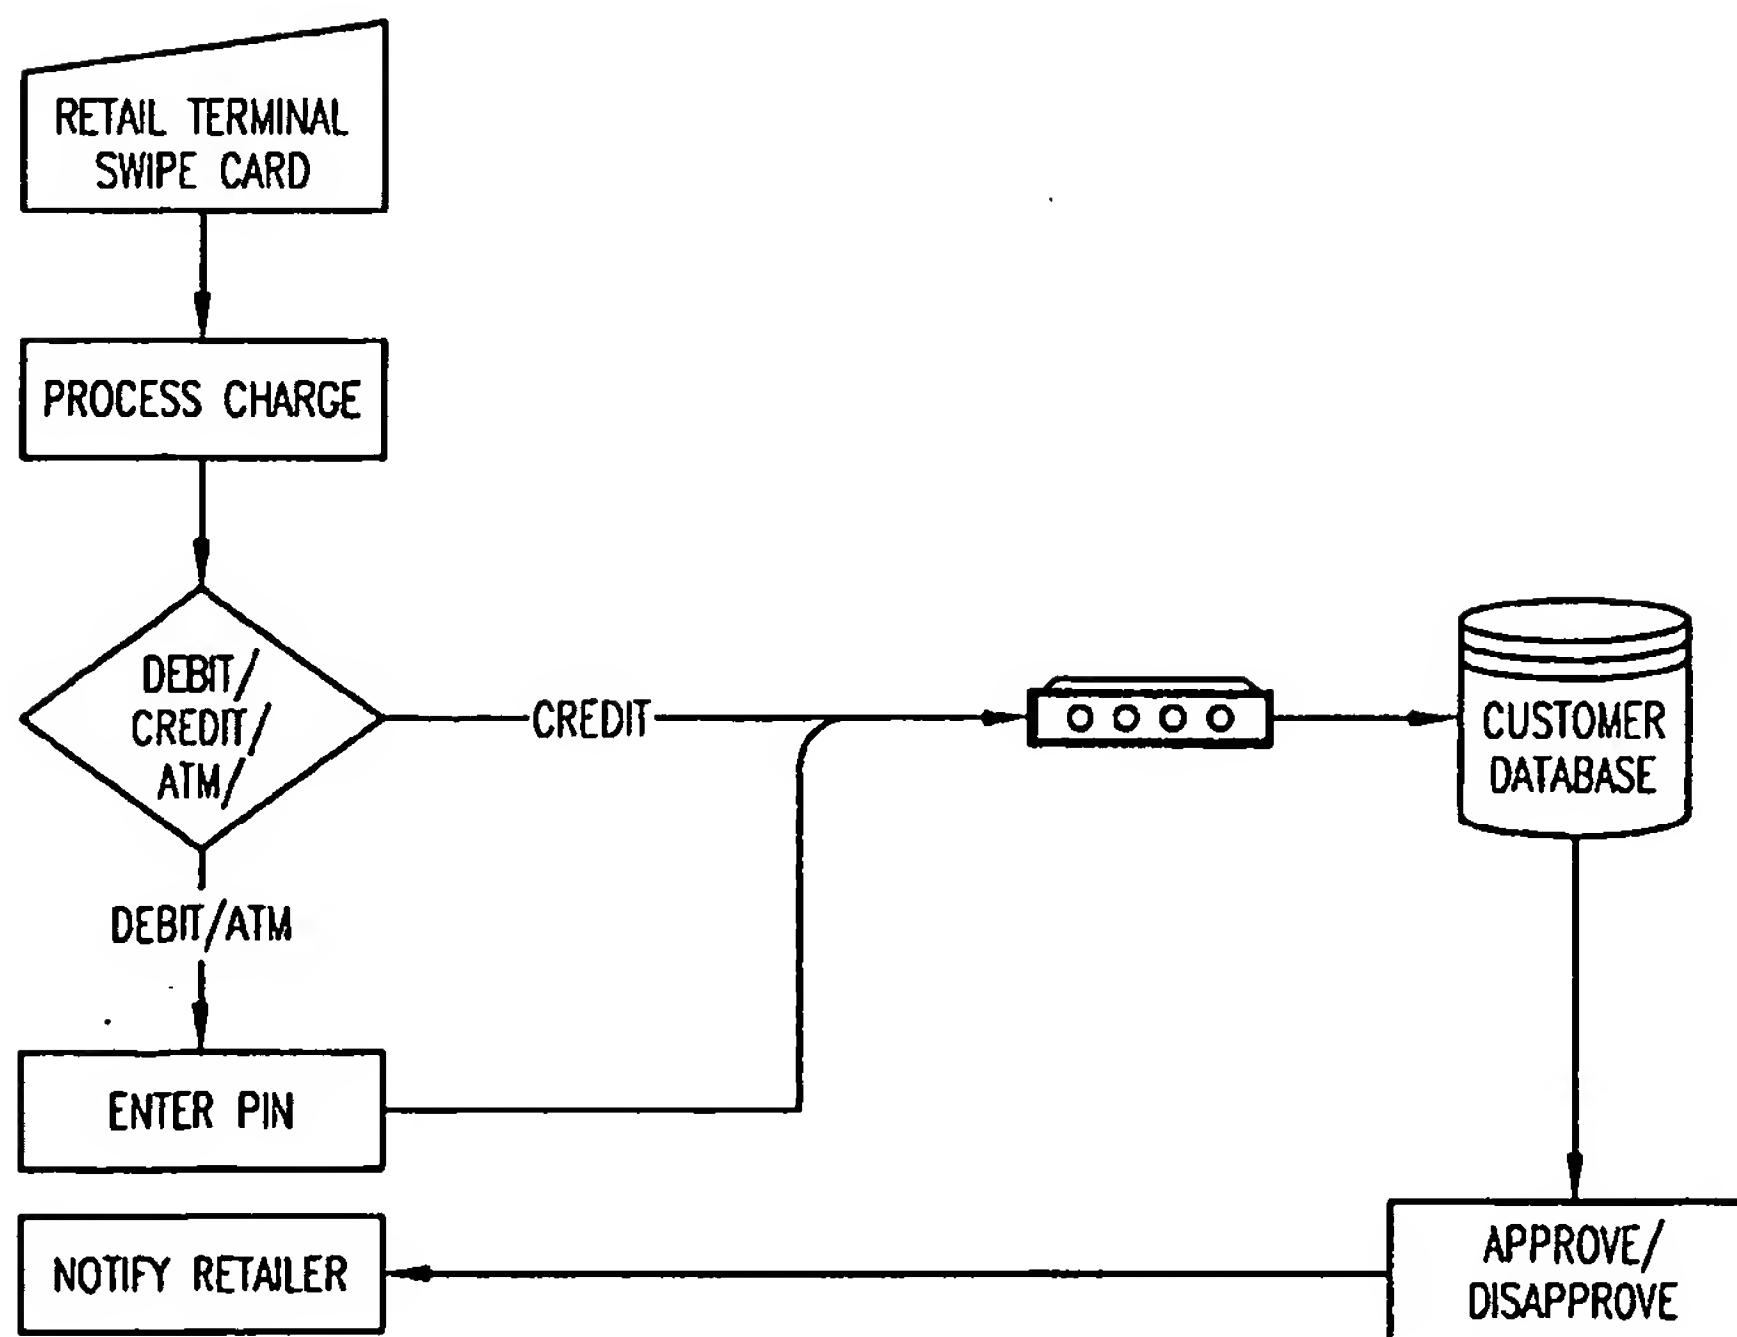 RETAIL TERMINAL
SWIPE CARD
PROCESS CHARGE
DEBIT/
CREDIT/
ATM/
CREDIT
CUSTOMER
DATABASE
DEBIT/ATM
ENTER PIN
NOTIFY RETAILER
APPROVE/
DISAPPROVE